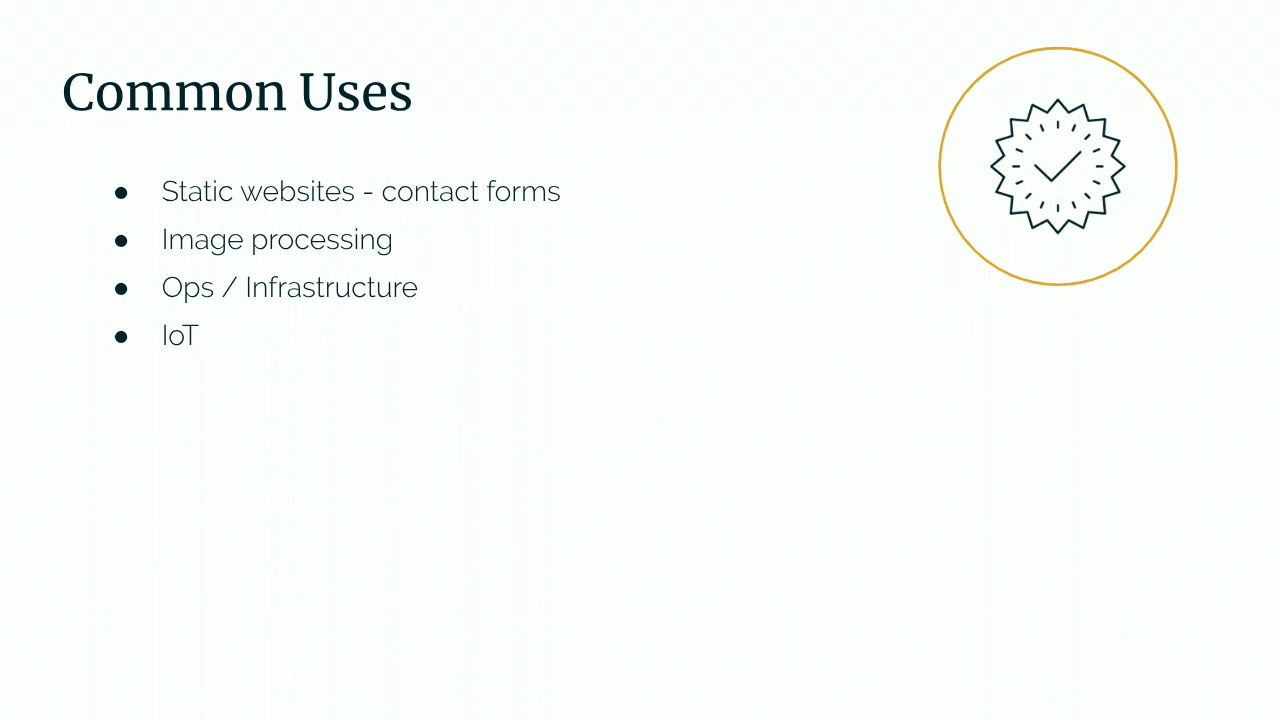 Common Uses
● Static websites - contact forms
● Image processing
● Ops / Infrastructure
● IoT